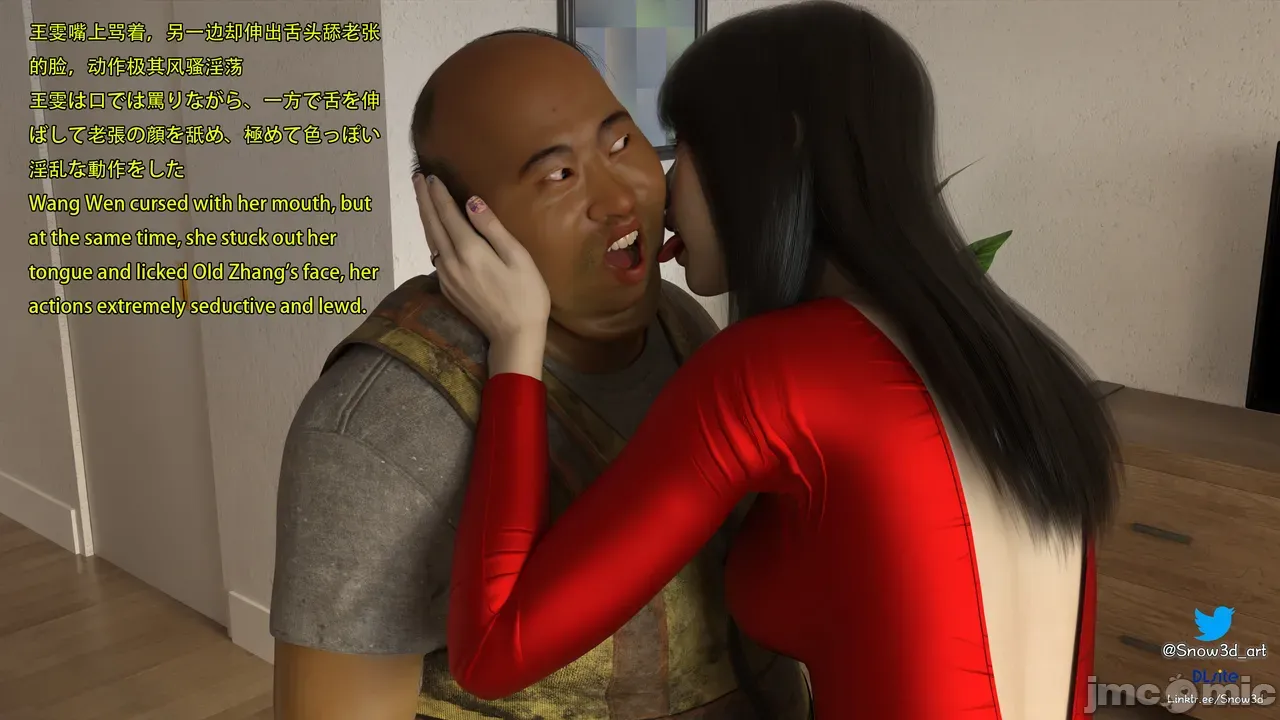 王雯嘴上骂着，另一边却伸出舌头舔老张
的脸，动作极其风骚淫荡
王雯は口では罵りながら、一方で舌を伸
ばして老張の顔を舐め、極めて色っぽい
淫乱な動作をした
Wang Wen cursed with her mouth, but
at the same time, she stuck out her
tongue and licked Old Zhang's face, her
actions extremely seductive and lewd.
@Snow3d_art
DLsite
jmcomic
Linktr.ee/Snow3d